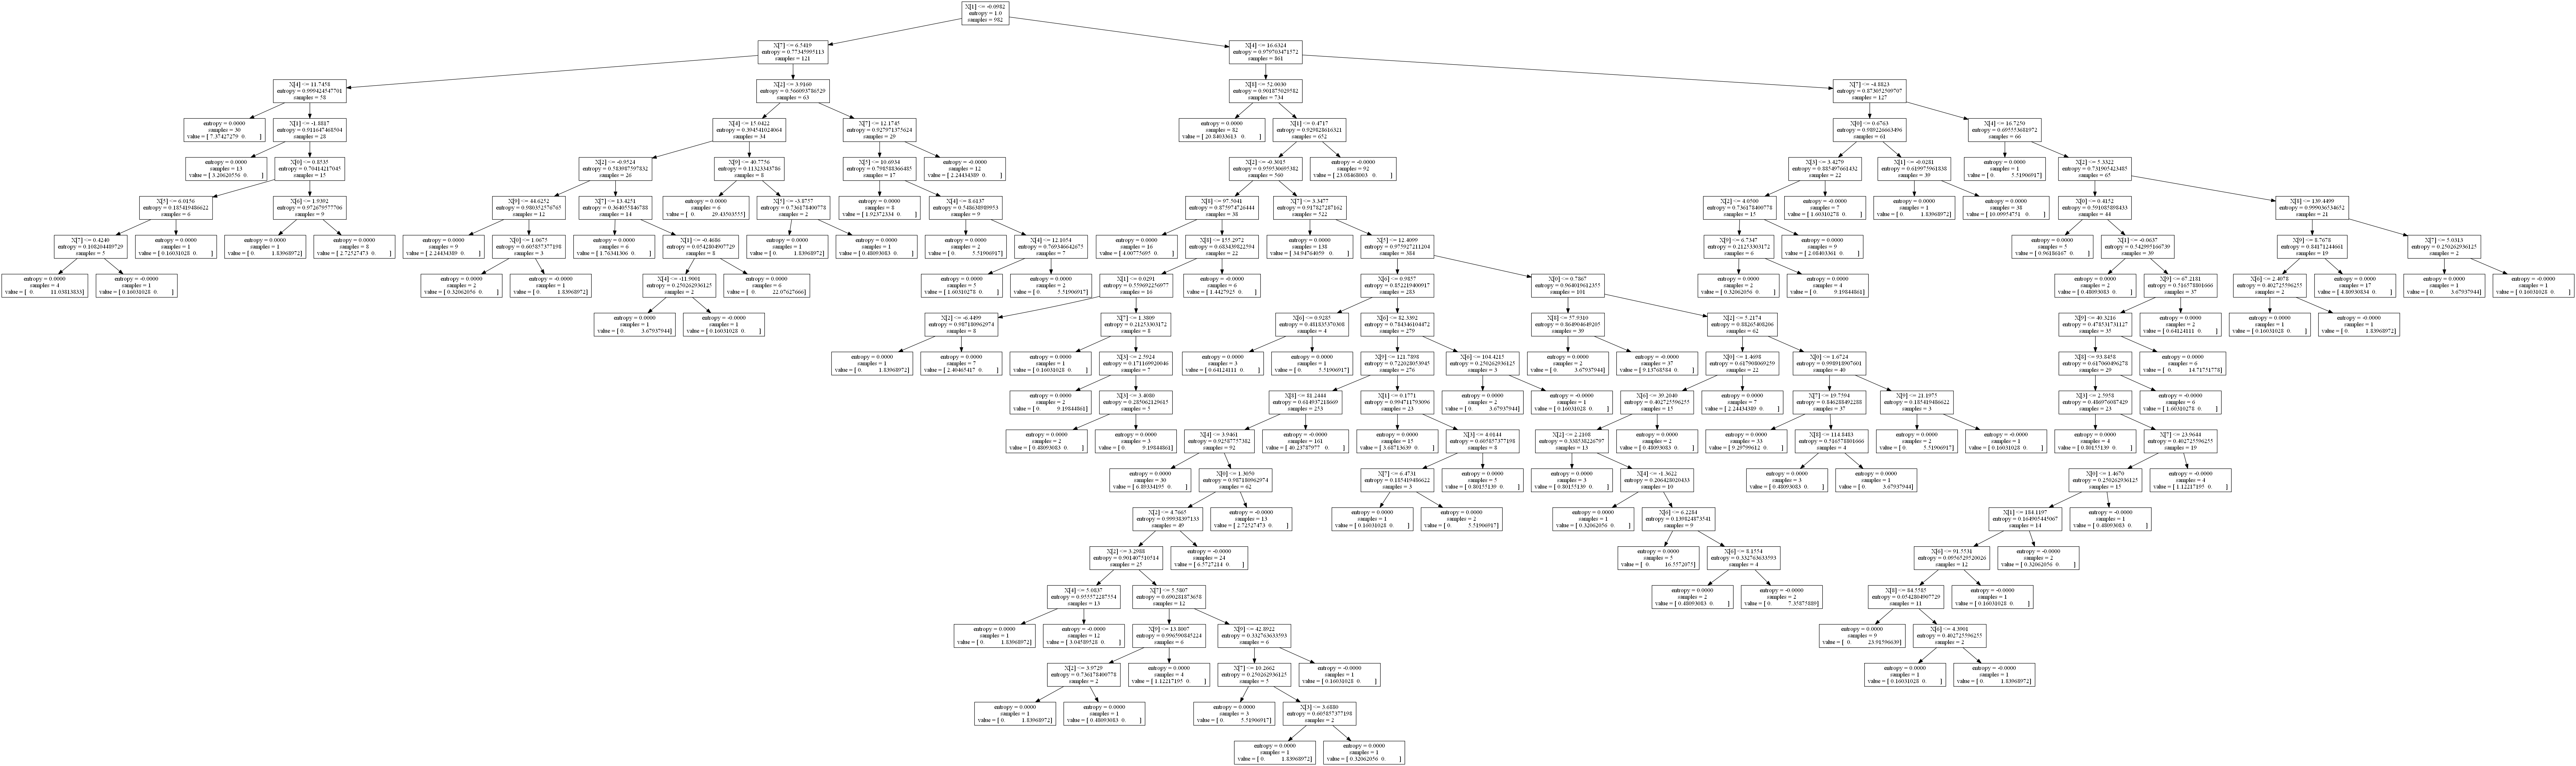 X[1] <= -0.0982
entropy = 1.0
samples = 982
X[7] <= 6.5419
entropy = 0.77345995113
samples = 121
X[4] <= 16.6324
entropy = 0.979703471572
samples = 861
X[4] <= 11.7458
entropy = 0.999424547701
samples = 58
X[2] <= 3.9160
entropy = 0.566093786529
samples = 63
X[8] <= 52.0030
entropy = 0.901875029582
samples = 734
X[7] <= -4.8823
entropy = 0.873052509707
samples = 127
entropy = 0.0000
samples = 30
value = [ 7.37427279 0. ]
X[1] <= -1.8817
entropy = 0.911647468504
samples = 28
X[4] <= 15.0422
entropy = 0.394541024064
samples = 34
X[7] <= 12.1745
entropy = 0.927971375624
samples = 29
entropy = 0.0000
samples = 82
value = [ 20.84033613 0. ]
X[1] <= 0.4717
entropy = 0.929828616321
samples = 652
X[0] <= 0.6763
entropy = 0.989226663496
samples = 61
X[4] <= 16.7250
entropy = 0.695553681972
samples = 66
entropy = 0.0000
samples = 13
value = [ 3.20620556 0. ]
X[0] <= 0.8535
entropy = 0.70414217045
samples = 15
X[2] <= -0.9524
entropy = 0.583987597832
samples = 26
X[9] <= 40.7756
entropy = 0.11323343786
samples = 8
X[5] <= 10.6934
entropy = 0.798588366485
samples = 17
entropy = -0.0000
samples = 12
value = [ 2.24434389 0. ]
X[2] <= -0.3015
entropy = 0.959530695382
samples = 560
entropy = -0.0000
samples = 92
value = [ 23.08468003 0. ]
X[3] <= 3.4279
entropy = 0.885497661432
samples = 22
X[1] <= -0.0281
entropy = 0.61997596183
samples = 39
entropy = 0.0000
samples = 1
value = [ 0. 5.51906917]
X[2] <= 5.3322
entropy = 0.731905423485
samples = 65
X[5] <= 6.0156
entropy = 0.185419486622
samples = 6
X[6] <= 1.9392
entropy = 0.972679577706
samples = 9
X[9] <= 44.6252
entropy = 0.980352576765
samples = 12
X[7] <= 13.4251
entropy = 0.364055846788
samples = 14
entropy = 0.0000
samples = 6
value = [ 0. 29.43503555]
X[5] <= -3.8757
entropy = 0.736178400778
samples = 2
entropy = 0.0000
samples = 8
value = [ 1.92372334 0. ]
X[4] <= 8.6137
entropy = 0.54863898995
samples = 9
X[8] <= 97.5041
entropy = 0.875974726444
samples = 38
X[7] <= 3.3477
entropy = 0.917827287162
samples = 522
X[2] <= 4.0500
entropy = 0.736178400778
samples = 15
entropy = -0.0000
samples = 7
value = [ 1.60310278 0. ]
entropy = 0.0000
samples = 1
value = [ 0. 1.83968972]
entropy = 0.0000
samples = 38
value = [ 10.09954751 0. ]
X[0] <= 0.4152
entropy = 0.591085898433
samples = 44
X[8] <= 139.4499
entropy = 0.999036534652
samples = 21
X[7] <= 0.4240
entropy = 0.108204489729
samples = 5
entropy = 0.0000
samples = 1
value = [ 0.16031028 0. ]
entropy = 0.0000
samples = 1
value = [ 0. 1.83968972]
entropy = 0.0000
samples = 8
value = [ 2.72527473 0. ]
entropy = 0.0000
samples = 9
value = [ 2.24434389 0. ]
X[0] <= 1.0675
entropy = 0.605857377198
samples = 3
entropy = 0.0000
samples = 6
value = [ 1.76341306 0. ]
X[1] <= -0.4686
entropy = 0.0542804907729
samples = 8
entropy = 0.0000
samples = 1
value = [ 0. 1.83968972]
entropy = 0.0000
samples = 1
value = [ 0.48093083 0. ]
entropy = 0.0000
samples = 2
value = [ 0. 5.51906917]
X[4] <= 12.1054
entropy = 0.769346642675
samples = 7
entropy = 0.0000
samples = 16
value = [ 4.00775695 0. ]
X[8] <= 155.2972
entropy = 0.683439822594
samples = 22
entropy = 0.0000
samples = 138
value = [ 34.94764059 0. ]
X[5] <= 12.4099
entropy = 0.975927211204
samples = 384
X[9] <= 6.7347
entropy = 0.21253303172
samples = 6
entropy = 0.0000
samples = 9
value = [ 2.08403361 0. ]
entropy = 0.0000
samples = 5
value = [ 0.96186167 0. ]
X[1] <= -0.0637
entropy = 0.542995166739
samples = 39
X[9] <= 8.7678
entropy = 0.84171244661
samples = 19
X[7] <= 5.0313
entropy = 0.250262936125
samples = 2
entropy = 0.0000
samples = 4
value = [ 0. 11.03813833]
entropy = -0.0000
samples = 1
value = [ 0.16031028 0. ]
entropy = 0.0000
samples = 2
value = [ 0.32062056 0. ]
entropy = -0.0000
samples = 1
value = [ 0. 1.83968972]
X[4] <= -11.9001
entropy = 0.250262936125
samples = 2
entropy = 0.0000
samples = 6
value = [ 0. 22.07627666]
entropy = 0.0000
samples = 5
value = [ 1.60310278 0. ]
entropy = 0.0000
samples = 2
value = [ 0. 5.51906917]
X[1] <= 0.0291
entropy = 0.559692256977
samples = 16
entropy = -0.0000
samples = 6
value = [ 1.4427925 0. ]
X[6] <= 0.9857
entropy = 0.852219400917
samples = 283
X[0] <= 0.7867
entropy = 0.964019612355
samples = 101
entropy = 0.0000
samples = 2
value = [ 0.32062056 0. ]
entropy = 0.0000
samples = 4
value = [ 0. 9.19844861]
entropy = 0.0000
samples = 2
value = [ 0.48093083 0. ]
X[9] <= 67.2181
entropy = 0.516578801666
samples = 37
X[6] <= 2.4078
entropy = 0.402725596255
samples = 2
entropy = 0.0000
samples = 17
value = [ 4.80930834 0. ]
entropy = 0.0000
samples = 1
value = [ 0. 3.67937944]
entropy = -0.0000
samples = 1
value = [ 0.16031028 0. ]
entropy = 0.0000
samples = 1
value = [ 0. 3.67937944]
entropy = -0.0000
samples = 1
value = [ 0.16031028 0. ]
X[2] <= -6.4499
entropy = 0.987180962974
samples = 8
X[7] <= 1.3809
entropy = 0.21253303172
samples = 8
X[6] <= 0.9285
entropy = 0.481835370308
samples = 4
X[6] <= 82.3392
entropy = 0.784346104472
samples = 279
X[8] <= 57.9310
entropy = 0.868904649205
samples = 39
X[2] <= 5.2174
entropy = 0.88265408206
samples = 62
X[9] <= 40.3216
entropy = 0.478531731127
samples = 35
entropy = 0.0000
samples = 2
value = [ 0.64124111 0. ]
entropy = 0.0000
samples = 1
value = [ 0.16031028 0. ]
entropy = -0.0000
samples = 1
value = [ 0. 1.83968972]
entropy = 0.0000
samples = 1
value = [ 0. 1.83968972]
entropy = 0.0000
samples = 7
value = [ 2.40465417 0. ]
entropy = 0.0000
samples = 1
value = [ 0.16031028 0. ]
X[3] <= 2.5924
entropy = 0.171169920046
samples = 7
entropy = 0.0000
samples = 3
value = [ 0.64124111 0. ]
entropy = 0.0000
samples = 1
value = [ 0. 5.51906917]
X[9] <= 121.7898
entropy = 0.722028053945
samples = 276
X[6] <= 104.4215
entropy = 0.250262936125
samples = 3
entropy = 0.0000
samples = 2
value = [ 0. 3.67937944]
entropy = -0.0000
samples = 37
value = [ 9.13768584 0. ]
X[0] <= 1.4698
entropy = 0.617908069259
samples = 22
X[0] <= 1.6724
entropy = 0.998918907601
samples = 40
X[8] <= 93.8458
entropy = 0.617060496278
samples = 29
entropy = 0.0000
samples = 6
value = [ 0. 14.71751778]
entropy = 0.0000
samples = 2
value = [ 0. 9.19844861]
X[3] <= 3.4080
entropy = 0.285062129615
samples = 5
X[8] <= 81.2444
entropy = 0.614937218669
samples = 253
X[1] <= 0.1771
entropy = 0.994711793096
samples = 23
entropy = 0.0000
samples = 2
value = [ 0. 3.67937944]
entropy = -0.0000
samples = 1
value = [ 0.16031028 0. ]
X[6] <= 39.2040
entropy = 0.402725596255
samples = 15
entropy = 0.0000
samples = 7
value = [ 2.24434389 0. ]
X[7] <= 19.7594
entropy = 0.846288492288
samples = 37
X[9] <= 21.1975
entropy = 0.185419486622
samples = 3
X[3] <= 2.5958
entropy = 0.486976087429
samples = 23
entropy = -0.0000
samples = 6
value = [ 1.60310278 0. ]
entropy = 0.0000
samples = 2
value = [ 0.48093083 0. ]
entropy = 0.0000
samples = 3
value = [ 0. 9.19844861]
X[4] <= 3.9461
entropy = 0.92587757382
samples = 92
entropy = -0.0000
samples = 161
value = [ 40.23787977 0. ]
entropy = 0.0000
samples = 15
value = [ 3.68713639 0. ]
X[3] <= 4.0144
entropy = 0.605857377198
samples = 8
X[2] <= 2.2108
entropy = 0.338538226797
samples = 13
entropy = 0.0000
samples = 2
value = [ 0.48093083 0. ]
entropy = 0.0000
samples = 33
value = [ 9.29799612 0. ]
X[8] <= 114.8483
entropy = 0.516578801666
samples = 4
entropy = 0.0000
samples = 2
value = [ 0. 5.51906917]
entropy = -0.0000
samples = 1
value = [ 0.16031028 0. ]
entropy = 0.0000
samples = 4
value = [ 0.80155139 0. ]
X[7] <= 23.9644
entropy = 0.402725596255
samples = 19
entropy = 0.0000
samples = 30
value = [ 6.89334195 0. ]
X[0] <= 1.3050
entropy = 0.987180962974
samples = 62
X[7] <= 6.4731
entropy = 0.185419486622
samples = 3
entropy = 0.0000
samples = 5
value = [ 0.80155139 0. ]
entropy = 0.0000
samples = 3
value = [ 0.80155139 0. ]
X[4] <= -1.3622
entropy = 0.206428020433
samples = 10
entropy = 0.0000
samples = 3
value = [ 0.48093083 0. ]
entropy = 0.0000
samples = 1
value = [ 0. 3.67937944]
X[0] <= 1.4670
entropy = 0.250262936125
samples = 15
entropy = -0.0000
samples = 4
value = [ 1.12217195 0. ]
X[2] <= 4.7665
entropy = 0.99938397133
samples = 49
entropy = -0.0000
samples = 13
value = [ 2.72527473 0. ]
entropy = 0.0000
samples = 1
value = [ 0.16031028 0. ]
entropy = 0.0000
samples = 2
value = [ 0. 5.51906917]
entropy = 0.0000
samples = 1
value = [ 0.32062056 0. ]
X[6] <= 6.2284
entropy = 0.139824873541
samples = 9
X[1] <= 184.1197
entropy = 0.164905445067
samples = 14
entropy = -0.0000
samples = 1
value = [ 0.48093083 0. ]
X[2] <= 3.2988
entropy = 0.901407510514
samples = 25
entropy = -0.0000
samples = 24
value = [ 6.5727214 0. ]
entropy = 0.0000
samples = 5
value = [ 0. 16.5572075]
X[6] <= 8.1554
entropy = 0.332763633593
samples = 4
X[6] <= 91.5531
entropy = 0.0956529520026
samples = 12
entropy = -0.0000
samples = 2
value = [ 0.32062056 0. ]
X[4] <= 5.0837
entropy = 0.955572287554
samples = 13
X[7] <= 5.5807
entropy = 0.690281873658
samples = 12
entropy = 0.0000
samples = 2
value = [ 0.48093083 0. ]
entropy = -0.0000
samples = 2
value = [ 0. 7.35875889]
X[8] <= 84.5585
entropy = 0.0542804907729
samples = 11
entropy = -0.0000
samples = 1
value = [ 0.16031028 0. ]
entropy = 0.0000
samples = 1
value = [ 0. 1.83968972]
entropy = -0.0000
samples = 12
value = [ 3.04589528 0. ]
X[9] <= 13.8007
entropy = 0.996590845224
samples = 6
X[9] <= 42.8922
entropy = 0.332763633593
samples = 6
entropy = 0.0000
samples = 9
value = [ 0. 23.91596639]
X[6] <= 4.3901
entropy = 0.402725596255
samples = 2
X[2] <= 3.9729
entropy = 0.736178400778
samples = 2
entropy = 0.0000
samples = 4
value = [ 1.12217195 0. ]
X[7] <= 10.2662
entropy = 0.250262936125
samples = 5
entropy = -0.0000
samples = 1
value = [ 0.16031028 0. ]
entropy = 0.0000
samples = 1
value = [ 0.16031028 0. ]
entropy = -0.0000
samples = 1
value = [ 0. 1.83968972]
entropy = 0.0000
samples = 1
value = [ 0. 1.83968972]
entropy = 0.0000
samples = 1
value = [ 0.48093083 0. ]
entropy = 0.0000
samples = 3
value = [ 0. 5.51906917]
X[3] <= 3.6880
entropy = 0.605857377198
samples = 2
entropy = 0.0000
samples = 1
value = [ 0. 1.83968972]
entropy = 0.0000
samples = 1
value = [ 0.32062056 0. ]